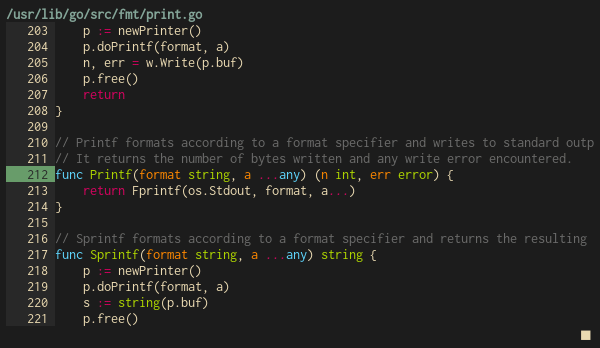 /usr/lib/go/src/fmt/print.go
203     p := newPrinter()
204     p.doPrintf(format, a)
205     n, err = w.Write(p.buf)
206     p.free()
207     return
208 }
209
210 // Printf formats according to a format specifier and writes to standard outp
211 // It returns the number of bytes written and any write error encountered.
212 func Printf(format string, a ...any) (n int, err error) {
213     return Fprintf(os.Stdout, format, a...)
214 }
215
216 // Sprintf formats according to a format specifier and returns the resulting
217 func Sprintf(format string, a ...any) string {
218     p := newPrinter()
219     p.doPrintf(format, a)
220     s := string(p.buf)
221     p.free()